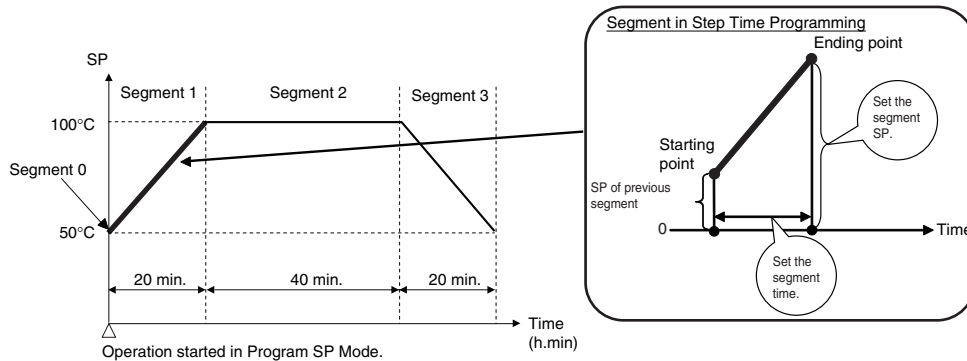 SP
Segment 1
Segment 2
Segment 3
100°C
Segment 0
50°C
20 min.
40 min.
20 min.
Time
(h.min)
Operation started in Program SP Mode.
Segment in Step Time Programming
Ending point
Set the
segment
SP.
Starting
point
SP of previous
segment
0
Time
Set the
segment
time.